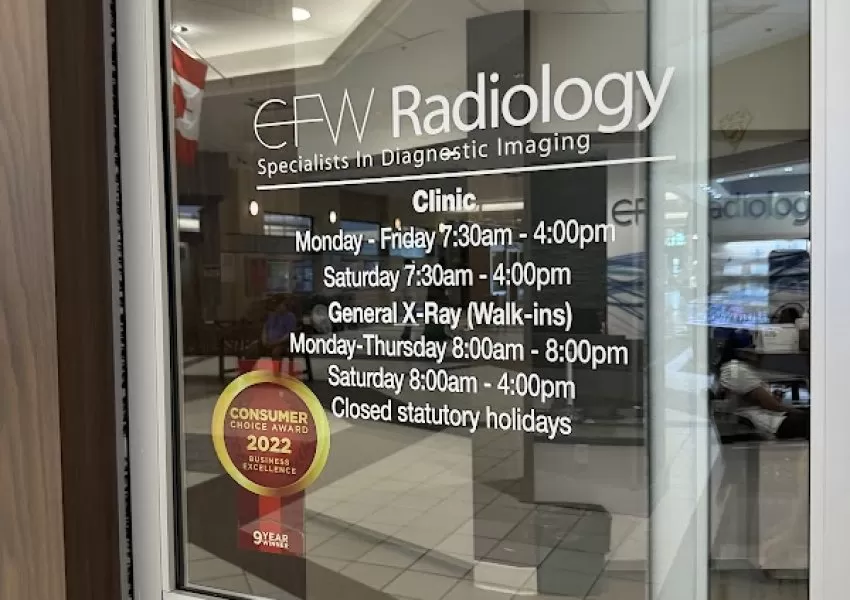 EFW Radiology
Specialists In Diagnostic Imaging
Clinic
Monday - Friday 7:30am - 4:00pm
Saturday 7:30am - 4:00pm
General X-Ray (Walk-ins)
Monday-Thursday 8:00am - 8:00pm
Saturday 8:00am - 4:00pm
Closed statutory holidays
CONSUMER
CHOICE AWARD
2022
BUSINESS
EXCELLENCE
9 YEAR
WINNER
EF adiology